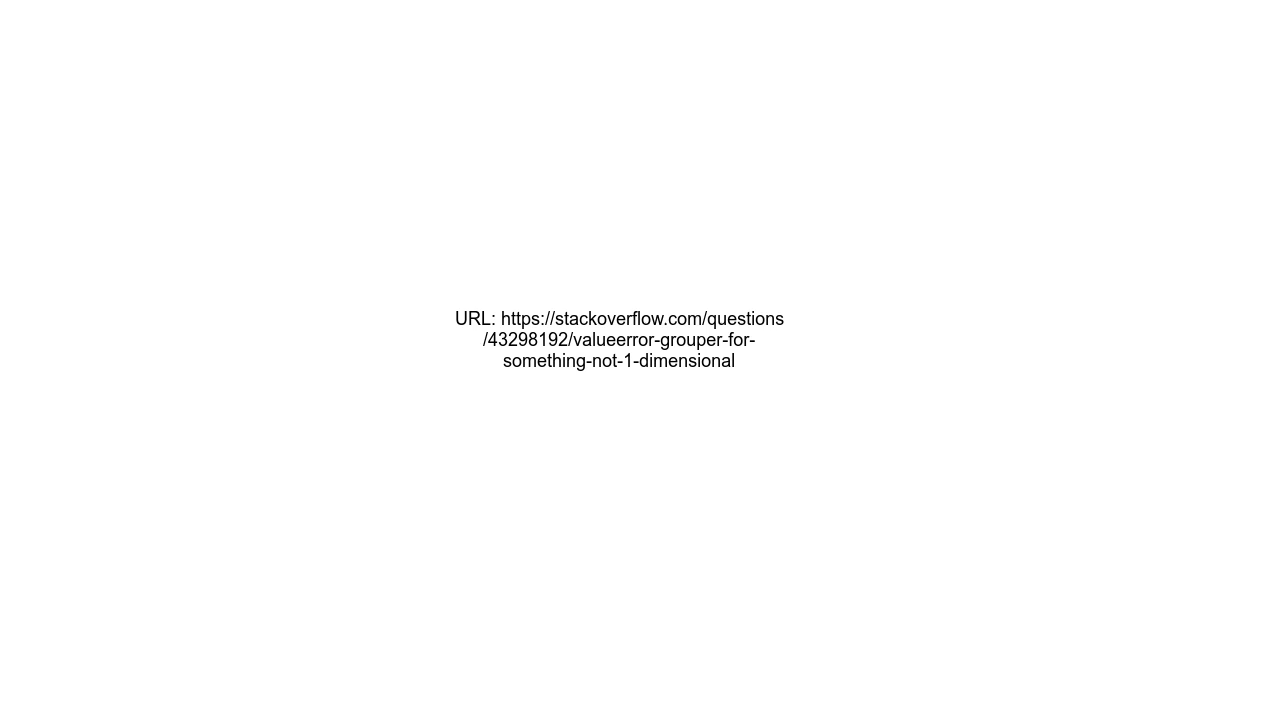 URL: https://stackoverflow.com/questions
/43298192/valueerror-grouper-for-
something-not-1-dimensional